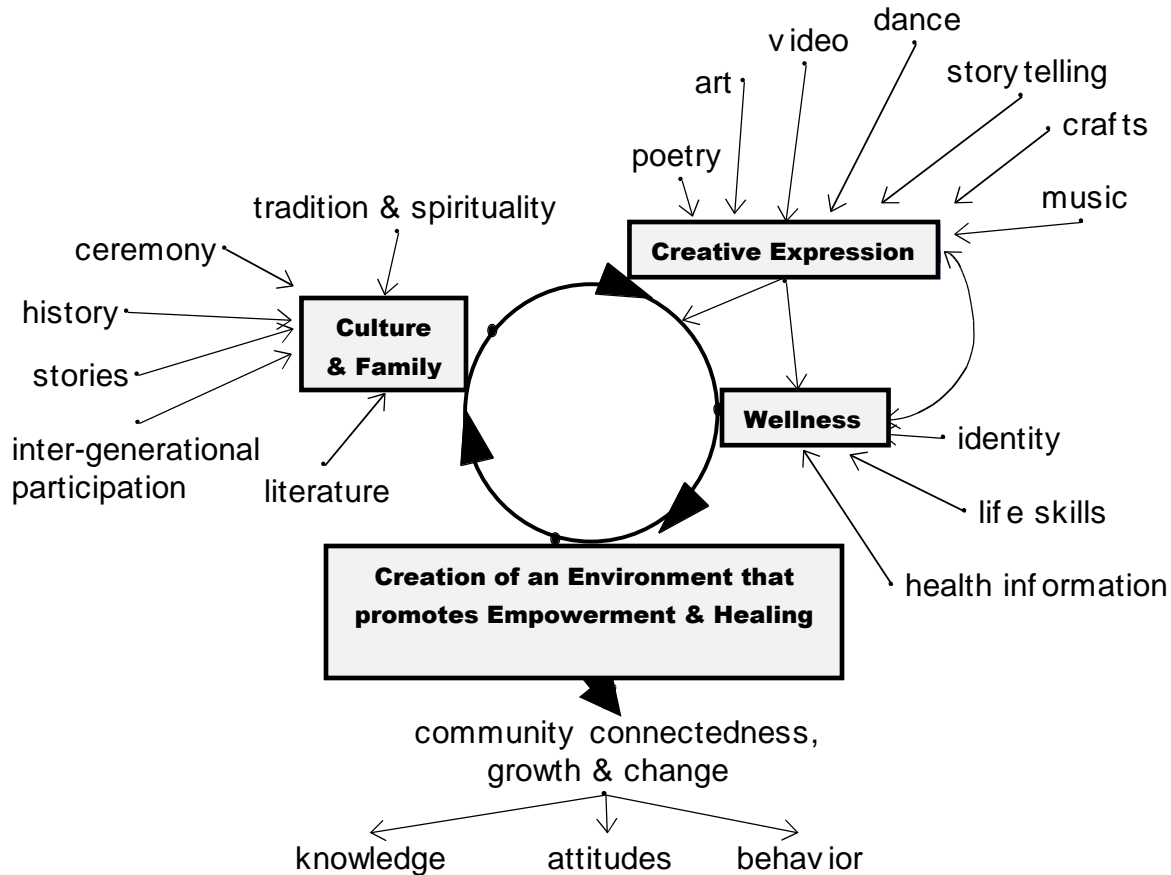 dance
video
story telling
art
crafts
poetry
music
tradition & spirituality
Creative Expression
ceremony
history
Culture
& Family
stories
Wellness
identity
inter-generational
participation
literature
life skills
health information
Creation of an Environment that
promotes Empowerment & Healing
community connectedness,
growth & change
knowledge
attitudes
behavior